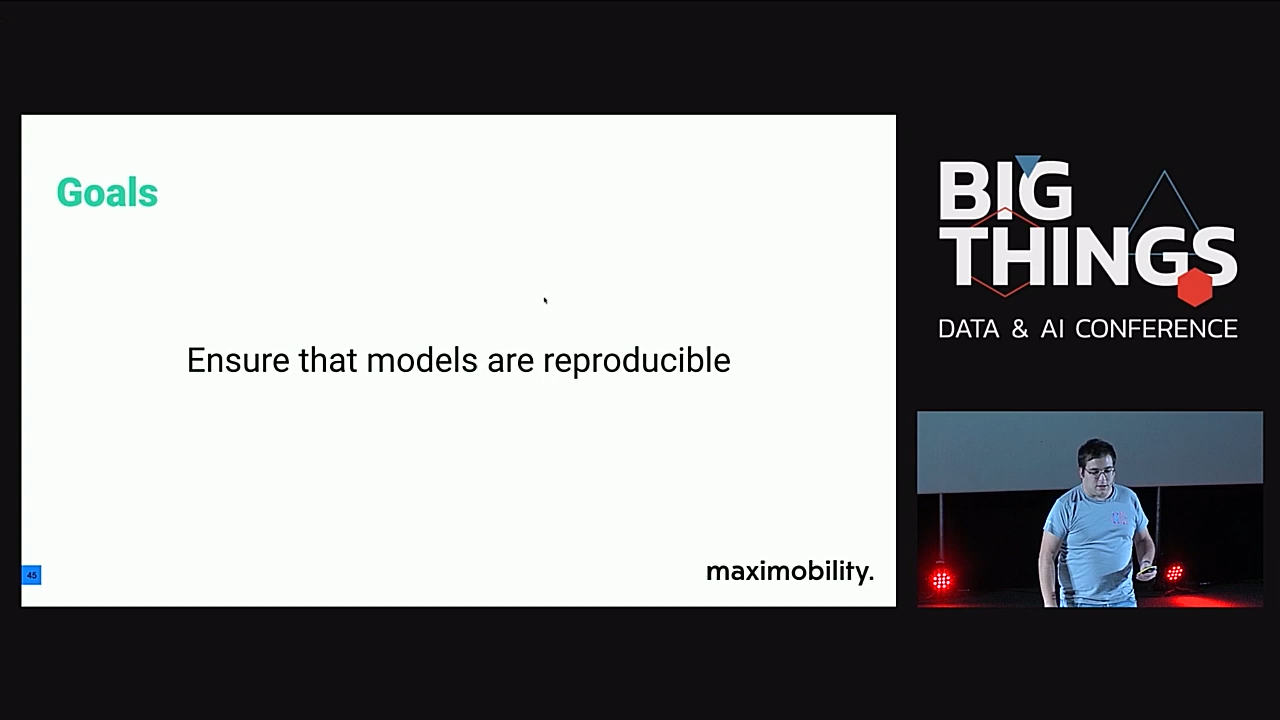 Goals
Ensure that models are reproducible
45
maximobility.
BIG
THINGS
DATA & AI CONFERENCE